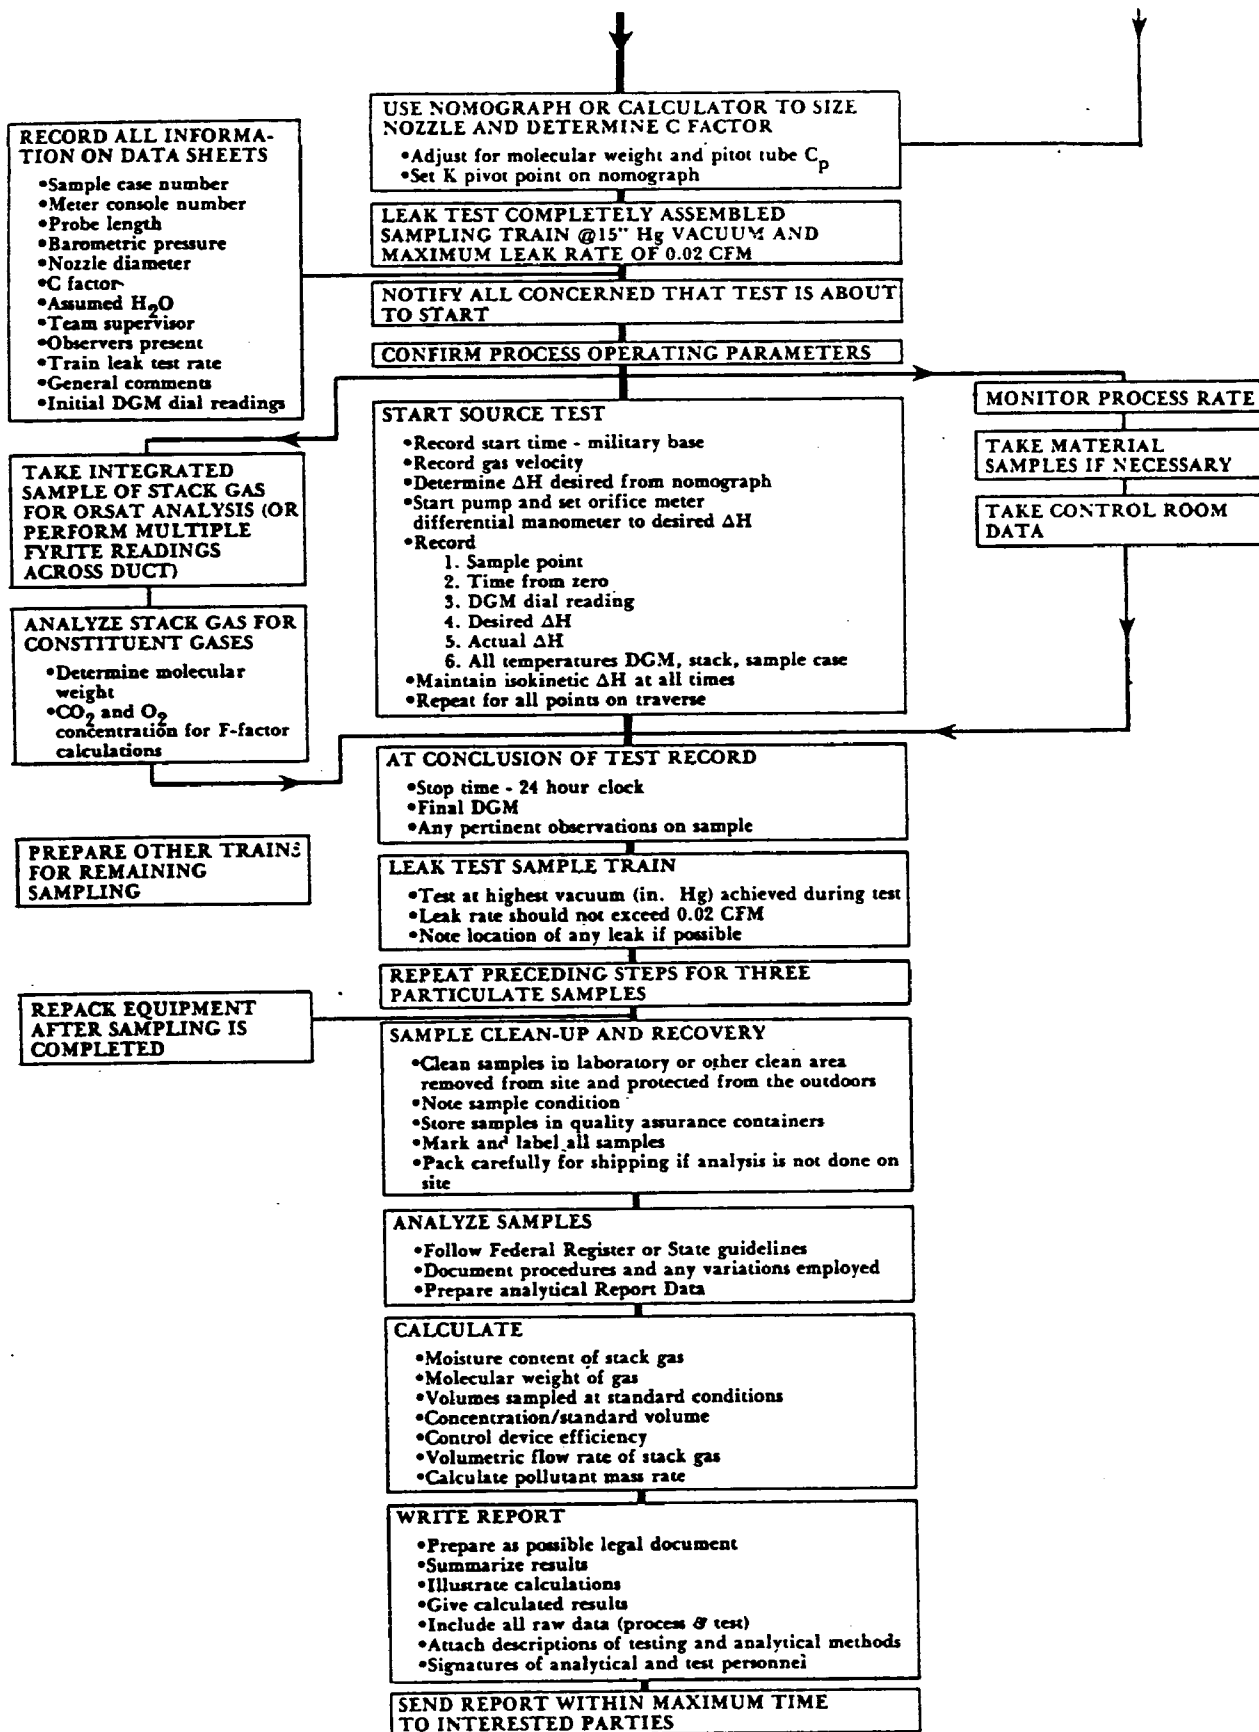 USE NOMOGRAPH OR CALCULATOR TO SIZE
NOZZLE AND DETERMINE C FACTOR
•Adjust for molecular weight and pitot tube Cp
•Set K pivot point on nomograph
RECORD ALL INFORMA-
TION ON DATA SHEETS
•Sample case number
•Meter console number
•Probe length
•Barometric pressure
•Nozzle diameter
•C factor
•Assumed H2O
•Team supervisor
•Observers present
•Train leak test rate
•General comments
•Initial DGM dial readings
LEAK TEST COMPLETELY ASSEMBLED
SAMPLING TRAIN @15" Hg VACUUM AND
MAXIMUM LEAK RATE OF 0.02 CFM
NOTIFY ALL CONCERNED THAT TEST IS ABOUT
TO START
CONFIRM PROCESS OPERATING PARAMETERS
MONITOR PROCESS RATE
TAKE MATERIAL
SAMPLES IF NECESSARY
TAKE CONTROL ROOM
DATA
START SOURCE TEST
•Record start time - military base
•Record gas velocity
•Determine ΔH desired from nomograph
•Start pump and set orifice meter
differential manometer to desired ΔH
•Record
1. Sample point
2. Time from zero
3. DGM dial reading
4. Desired ΔH
5. Actual ΔH
6. All temperatures DGM, stack, sample case
•Maintain isokinetic ΔH at all times
•Repeat for all points on traverse
TAKE INTEGRATED
SAMPLE OF STACK GAS
FOR ORSAT ANALYSIS (OR
PERFORM MULTIPLE
FYRITE READINGS
ACROSS DUCT)
ANALYZE STACK GAS FOR
CONSTITUENT GASES
•Determine molecular
weight
•CO2 and O2
concentration for F-factor
calculations
AT CONCLUSION OF TEST RECORD
•Stop time - 24 hour clock
•Final DGM
•Any pertinent observations on sample
PREPARE OTHER TRAINS
FOR REMAINING
SAMPLING
LEAK TEST SAMPLE TRAIN
•Test at highest vacuum (in. Hg) achieved during test
•Leak rate should not exceed 0.02 CFM
•Note location of any leak if possible
REPEAT PRECEDING STEPS FOR THREE
PARTICULATE SAMPLES
REPACK EQUIPMENT
AFTER SAMPLING IS
COMPLETED
SAMPLE CLEAN-UP AND RECOVERY
•Clean samples in laboratory or other clean area
removed from site and protected from the outdoors
•Note sample condition
•Store samples in quality assurance containers
•Mark and label all samples
•Pack carefully for shipping if analysis is not done on
site
ANALYZE SAMPLES
•Follow Federal Register or State guidelines
•Document procedures and any variations employed
•Prepare analytical Report Data
CALCULATE
•Moisture content of stack gas
•Molecular weight of gas
•Volumes sampled at standard conditions
•Concentration/standard volume
•Control device efficiency
•Volumetric flow rate of stack gas
•Calculate pollutant mass rate
WRITE REPORT
•Prepare as possible legal document
•Summarize results
•Illustrate calculations
•Give calculated results
•Include all raw data (process & test)
•Attach descriptions of testing and analytical methods
•Signatures of analytical and test personnel
SEND REPORT WITHIN MAXIMUM TIME
TO INTERESTED PARTIES